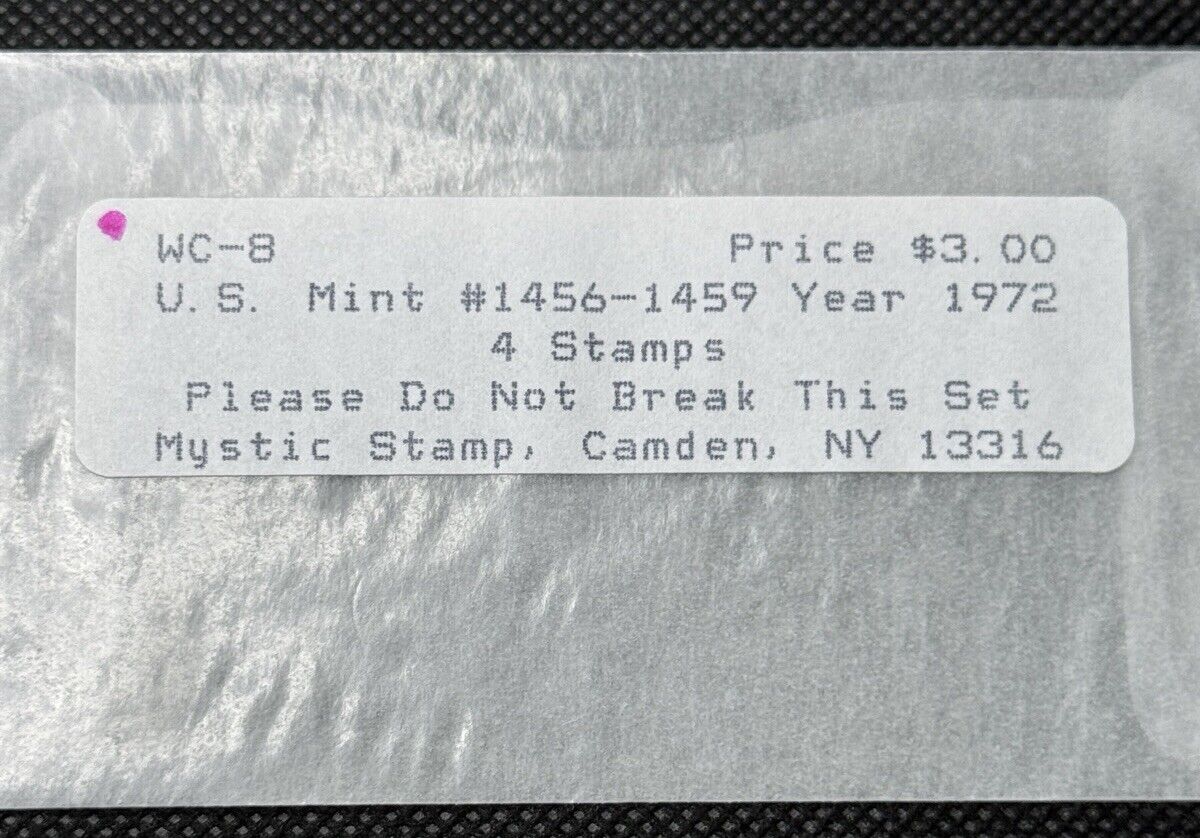 WC-8 Price $3.00
U.S. Mint #1456-1459 Year 1972
4 Stamps
Please Do Not Break This Set
Mystic Stamp, Camden, NY 13316